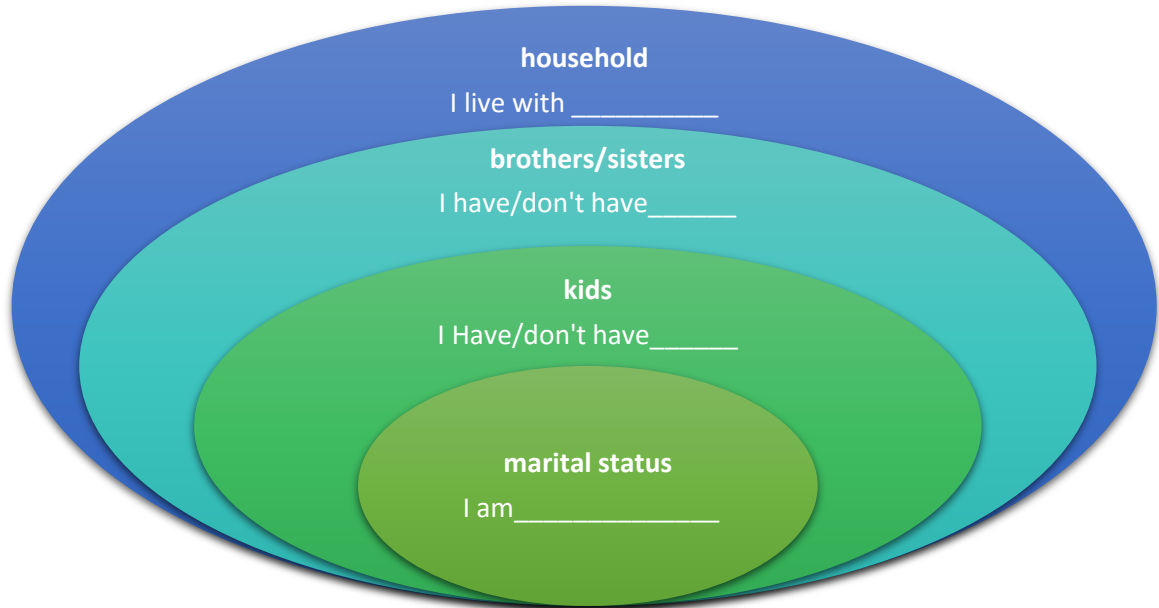 household
I live with __________
brothers/sisters
I have/don't have______
kids
I Have/don't have______
marital status
I am______________